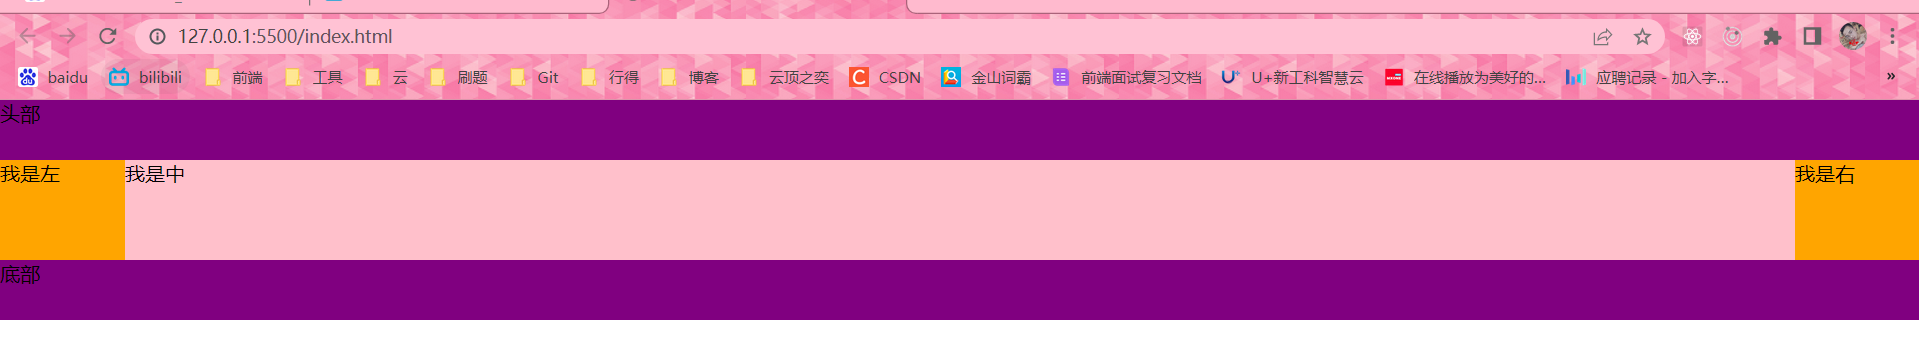 127.0.0.1:5500/index.html
baidu bilibili 前端 工具 云 刷题 Git 行得 博客 云顶之奕 CSDN 金山词霸 前端面试复习文档 U+新工科智慧云 在线播放为美好的... 应聘记录 - 加入字... »
头部
我是左 我是中 我是右
底部